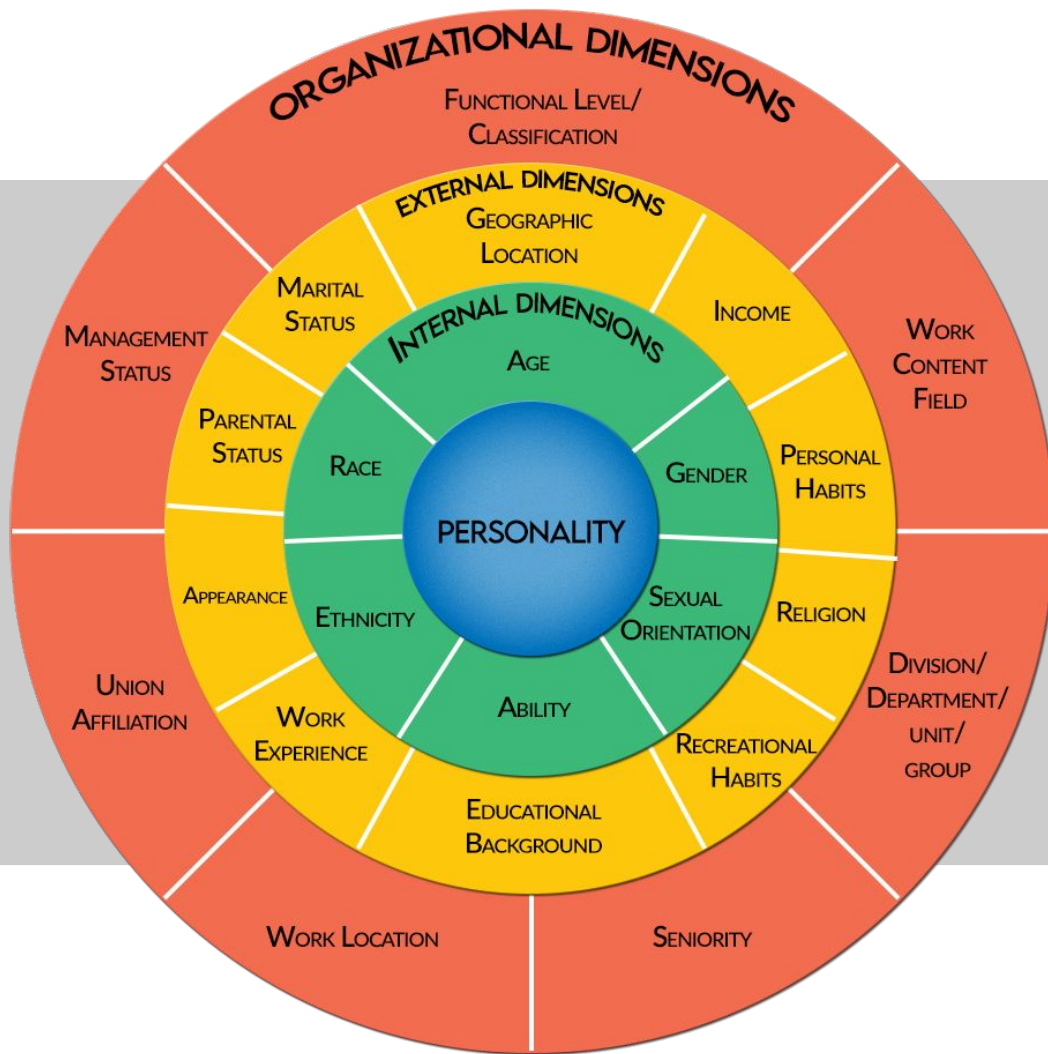 ORGANIZATIONAL DIMENSIONS
FUNCTIONAL LEVEL/
CLASSIFICATION
WORK
CONTENT
FIELD
DIVISION/
DEPARTMENT/
UNIT/
GROUP
SENIORITY
WORK LOCATION
UNION
AFFILIATION
MANAGEMENT
STATUS
EXTERNAL DIMENSIONS
GEOGRAPHIC
LOCATION
INCOME
PERSONAL
HABITS
RELIGION
RECREATIONAL
HABITS
EDUCATIONAL
BACKGROUND
WORK
EXPERIENCE
APPEARANCE
PARENTAL
STATUS
MARITAL
STATUS
INTERNAL DIMENSIONS
AGE
GENDER
SEXUAL
ORIENTATION
ABILITY
ETHNICITY
RACE
PERSONALITY